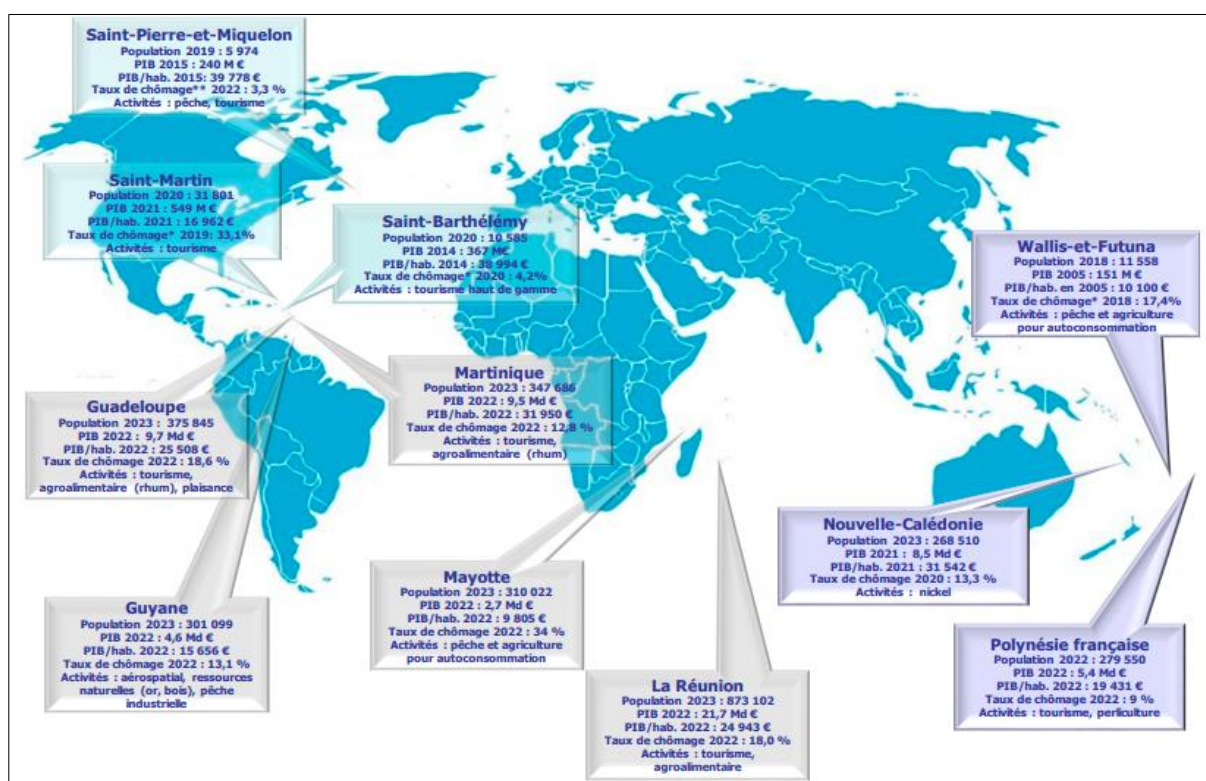 Saint-Pierre-et-Miquelon
Population 2019 : 5 974
PIB 2015 : 240 M €
PIB/hab. 2015: 39 778 €
Taux de chômage** 2022 : 3,3 %
Activités : pêche, tourisme
Saint-Martin
Population 2020 : 31 801
PIB 2021 : 549 M €
PIB/hab. 2021 : 16 962 €
Taux de chômage* 2019: 33,1%
Activités : tourisme
Saint-Barthélémy
Population 2020 : 10 585
PIB 2014 : 367 M€
PIB/hab. 2014 : 38 994 €
Taux de chômage* 2020 : 4,2%
Activités : tourisme haut de gamme
Wallis-et-Futuna
Population 2018 : 11 558
PIB 2005 : 151 M €
PIB/hab. en 2005 : 10 100 €
Taux de chômage* 2018 : 17,4%
Activités : pêche et agriculture
pour autoconsommation
Martinique
Population 2023 : 347 686
PIB 2022 : 9,5 Md €
PIB/hab. 2022 : 31 950 €
Taux de chômage 2022 : 12,8 %
Activités : tourisme,
agroalimentaire (rhum)
Guadeloupe
Population 2023 : 375 845
PIB 2022 : 9,7 Md €
PIB/hab. 2022 : 25 508 €
Taux de chômage 2022 : 18,6 %
Activités : tourisme,
agroalimentaire (rhum), plaisance
Nouvelle-Calédonie
Population 2023 : 268 510
PIB 2021 : 8,5 Md €
PIB/hab. 2021 : 31 542 €
Taux de chômage 2020 : 13,3 %
Activités : nickel
Mayotte
Population 2023 : 310 022
PIB 2022 : 2,7 Md €
PIB/hab. 2022 : 9 805 €
Taux de chômage 2022 : 34 %
Activités : pêche et agriculture
pour autoconsommation
Guyane
Population 2023 : 301 099
PIB 2022 : 4,6 Md €
PIB/hab. 2022 : 15 656 €
Taux de chômage 2022 : 13,1 %
Activités : aérospatial, ressources
naturelles (or, bois), pêche
industrielle
Polynésie française
Population 2022 : 279 550
PIB 2022 : 5,4 Md €
PIB/hab. 2022 : 19 431 €
Taux de chômage 2022 : 9 %
Activités : tourisme, perliculture
La Réunion
Population 2023 : 873 102
PIB 2022 : 21,7 Md €
PIB/hab. 2022 : 24 943 €
Taux de chômage 2022 : 18,0 %
Activités : tourisme,
agroalimentaire